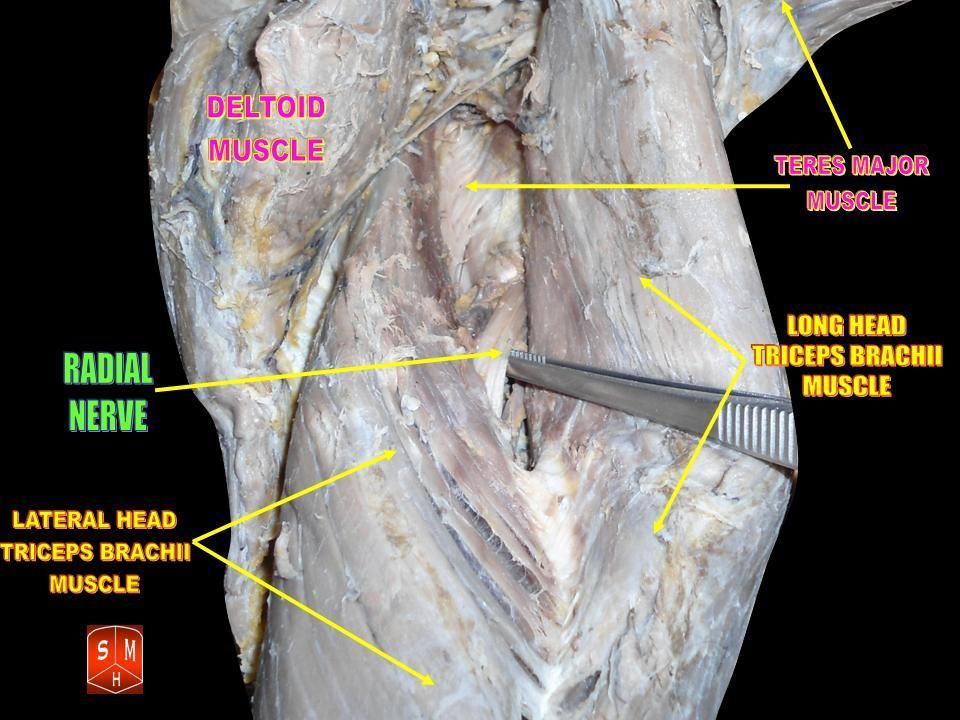 DELTOID
MUSCLE
TERES MAJOR
MUSCLE
LONG HEAD
TRICEPS BRACHII
MUSCLE
RADIAL
NERVE
LATERAL HEAD
TRICEPS BRACHII
MUSCLE
S M
H